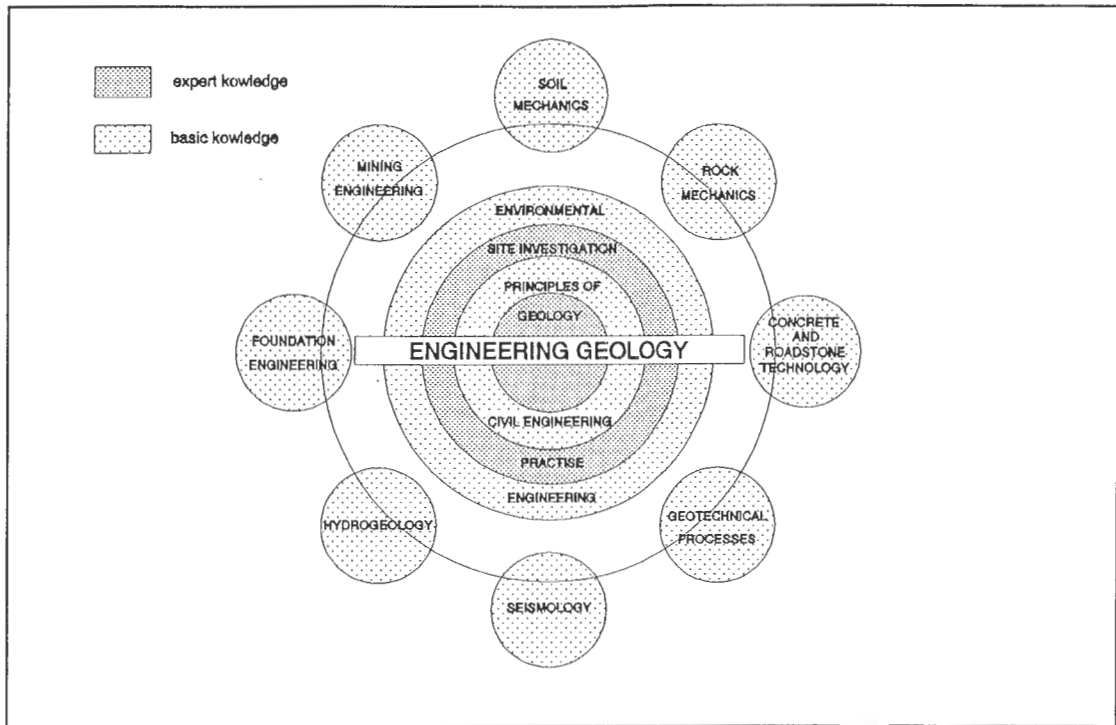 expert kowledge
basic kowledge
SOIL
MECHANICS
MINING
ENGINEERING
ROCK
MECHANICS
ENVIRONMENTAL
SITE INVESTIGATION
PRINCIPLES OF
GEOLOGY
FOUNDATION
ENGINEERING
ENGINEERING GEOLOGY
CONCRETE
AND
ROADSTONE
TECHNOLOGY
CIVIL ENGINEERING
PRACTISE
ENGINEERING
HYDROGEOLOGY
GEOTECHNICAL
PROCESSES
SEISMOLOGY